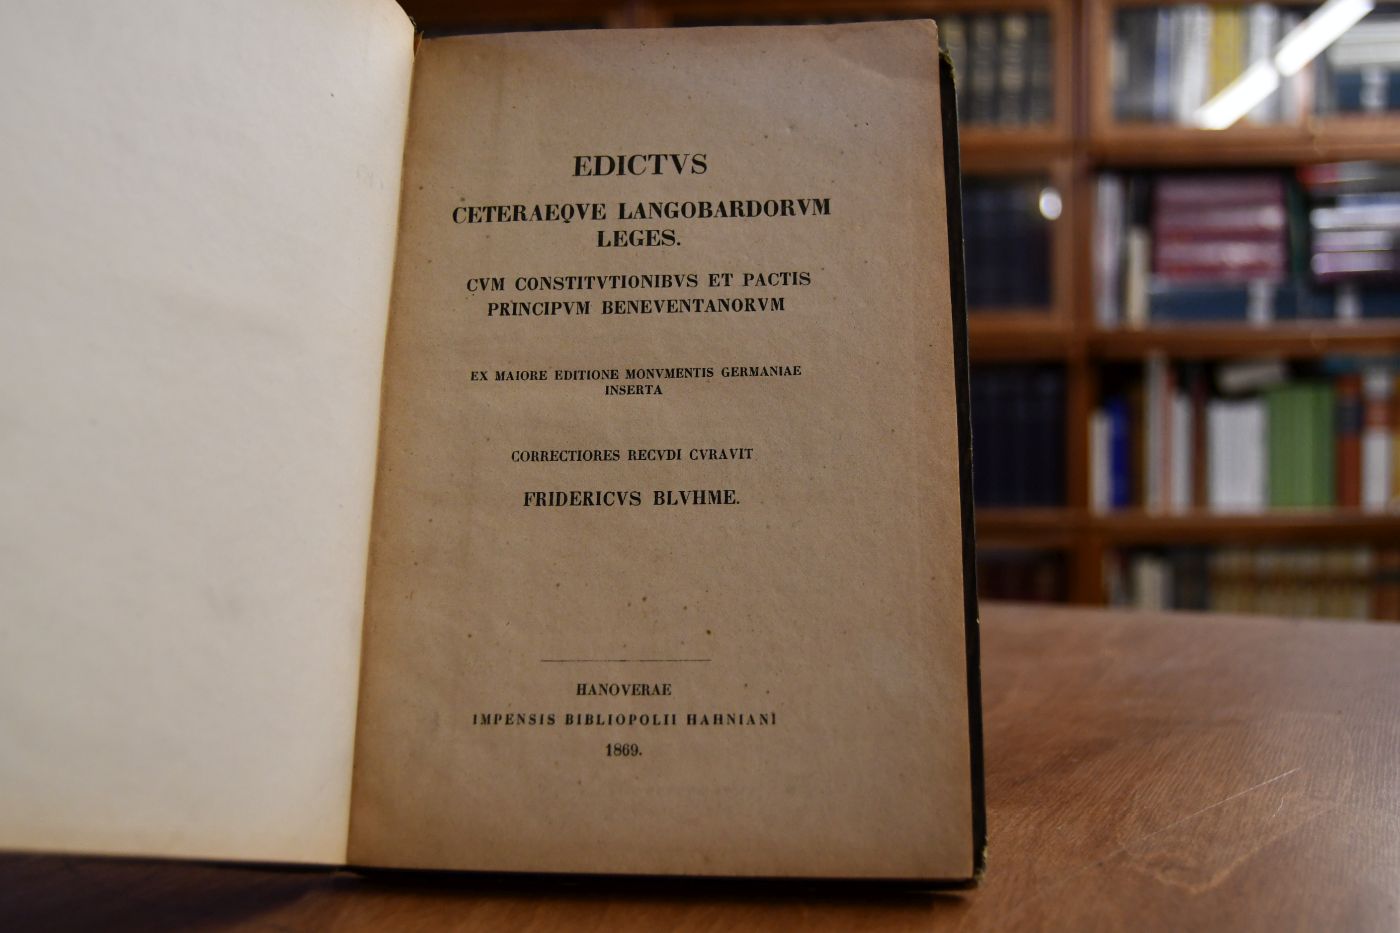 EDICTVS
CETERAEQVE LANGOBARDORVM
LEGES.
CVM CONSTITVTIONIBVS ET PACTIS
PRINCIPVM BENEVENTANORVM
EX MAIORE EDITIONE MONVMENTIS GERMANIAE
INSERTA
CORRECTIORES RECVDI CVRAVIT
FRIDERICVS BLVHME.
HANOVERAE
IMPENSIS BIBLIOPOLII HAHNIANI
1869.